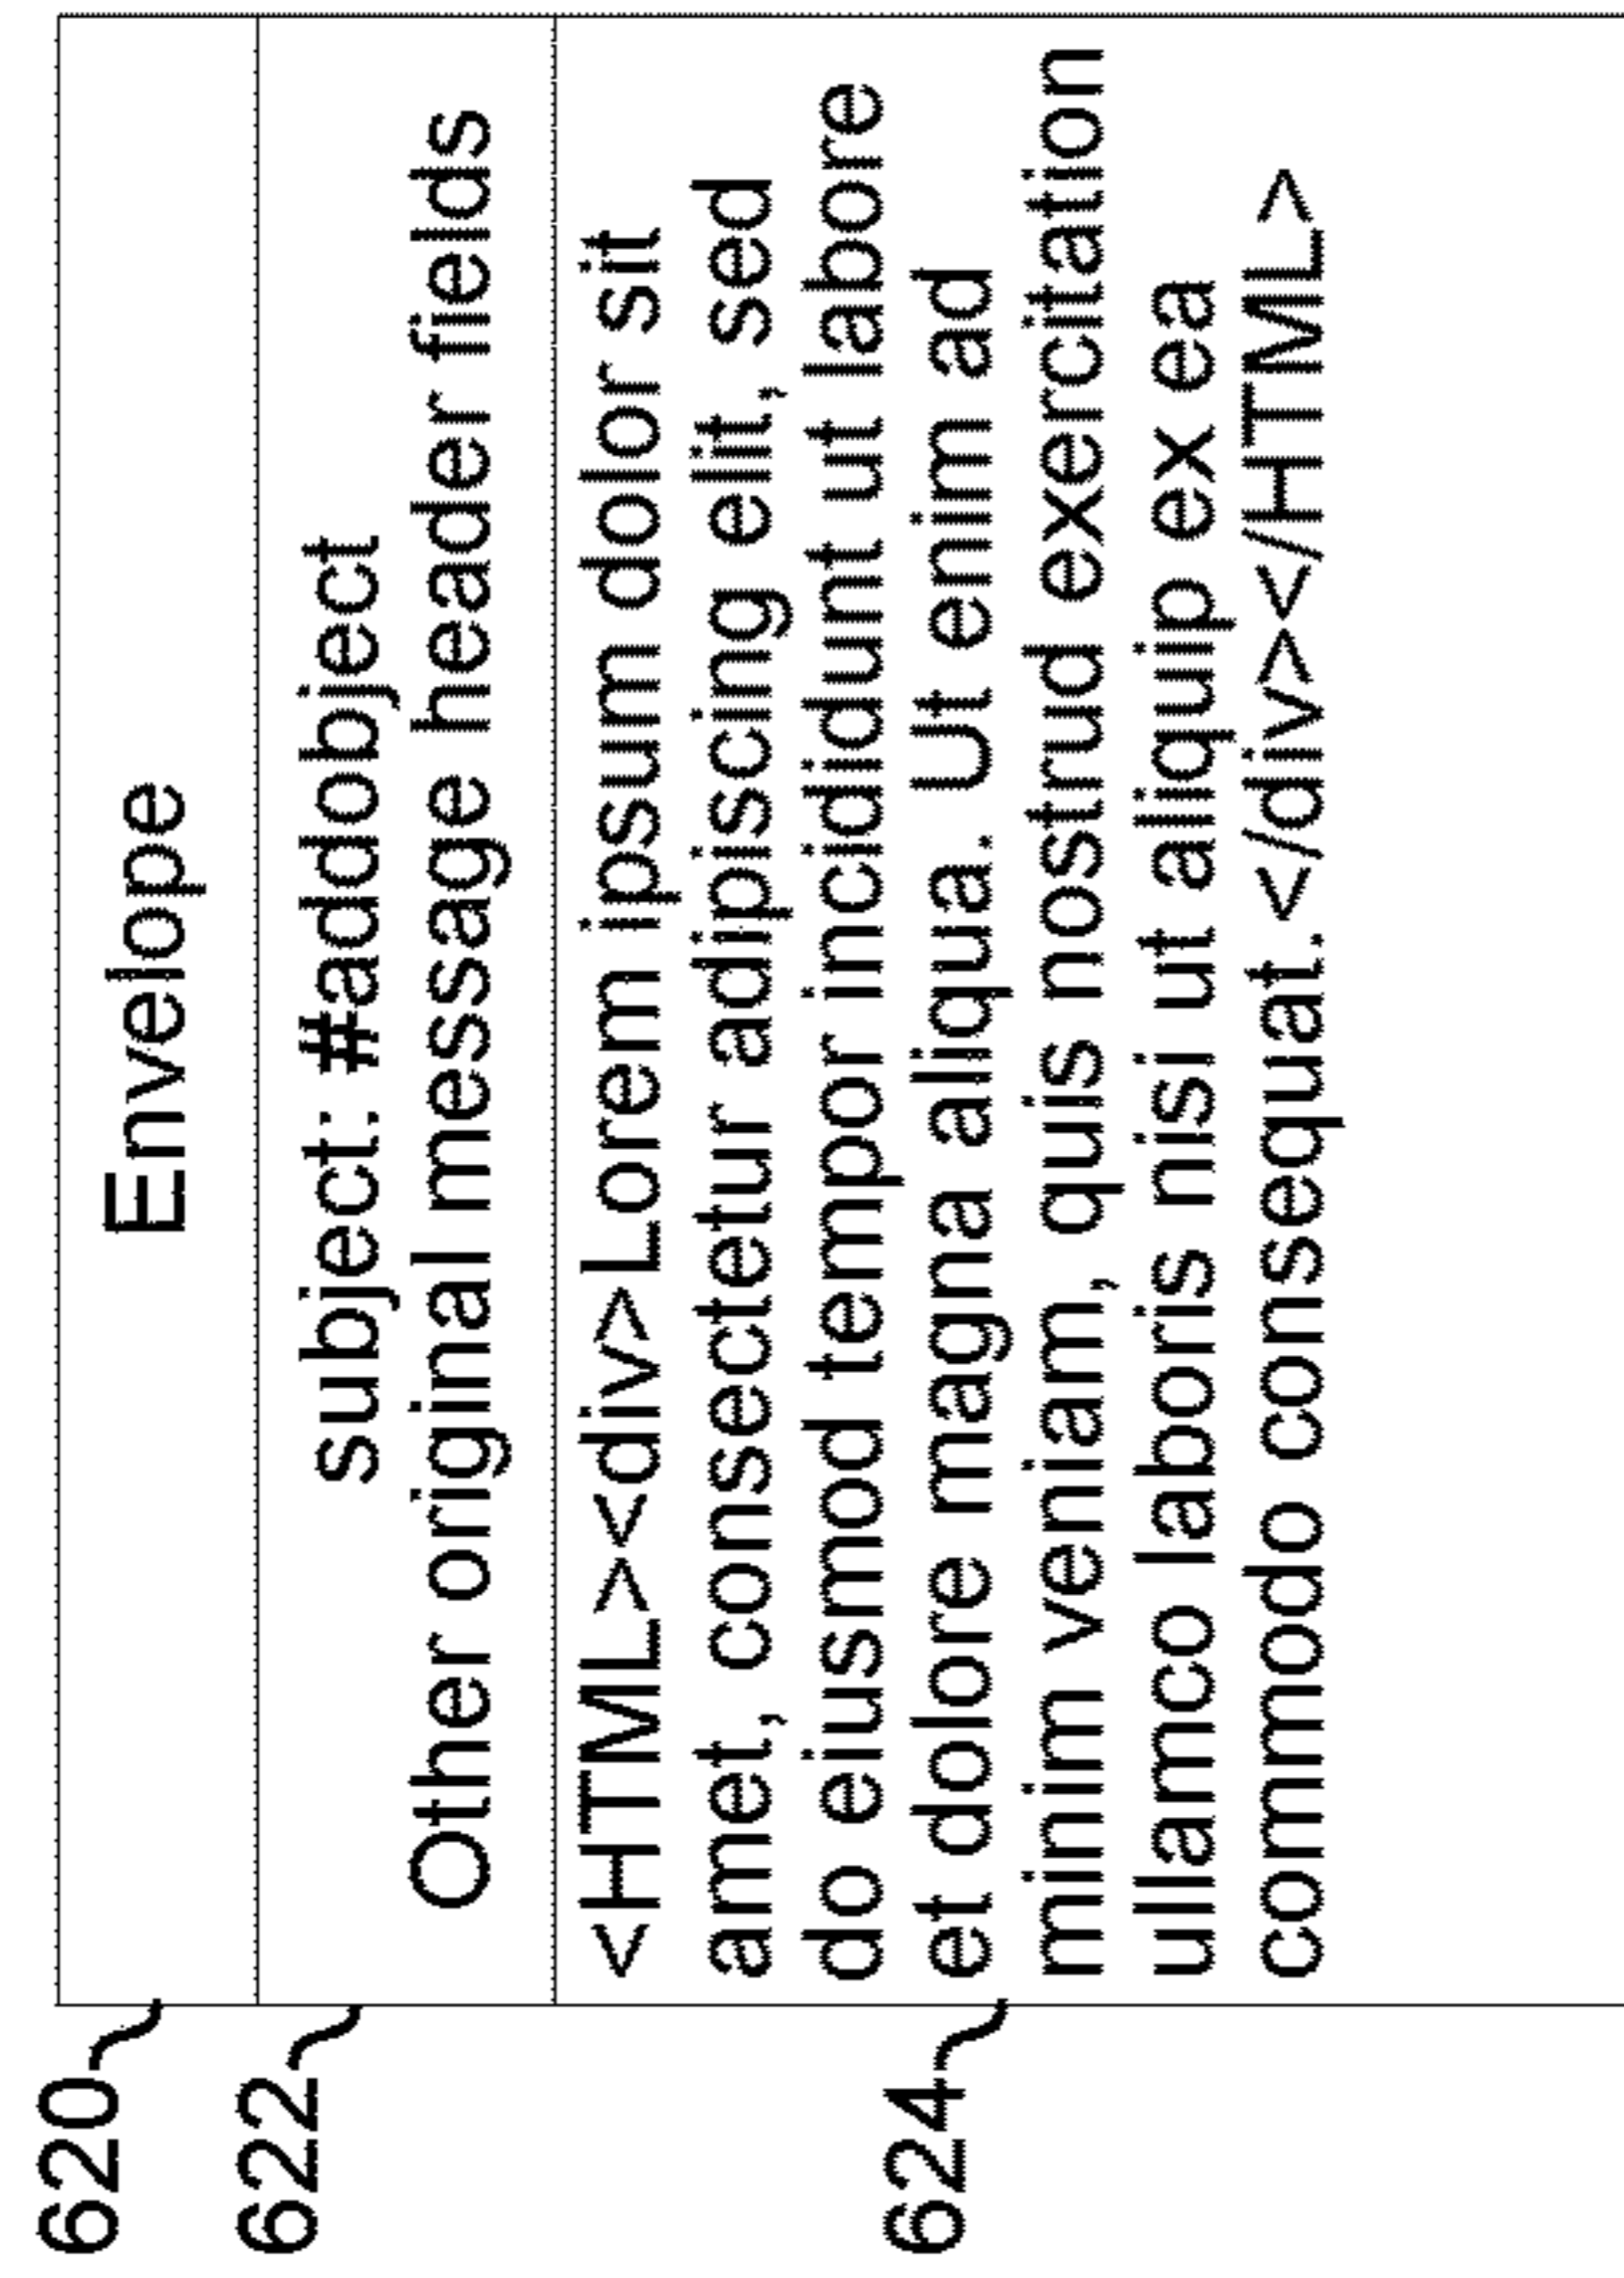 620
Envelope
622
subject: #addobject
Other original message header fields
624
<HTML><div>Lorem ipsum dolor sit
amet, consectetur adipiscing elit, sed
do eiusmod tempor incididunt ut labore
et dolore magna aliqua. Ut enim ad
minim veniam, quis nostrud exercitation
ullamco laboris nisi ut aliquip ex ea
commodo consequat.</div></HTML>